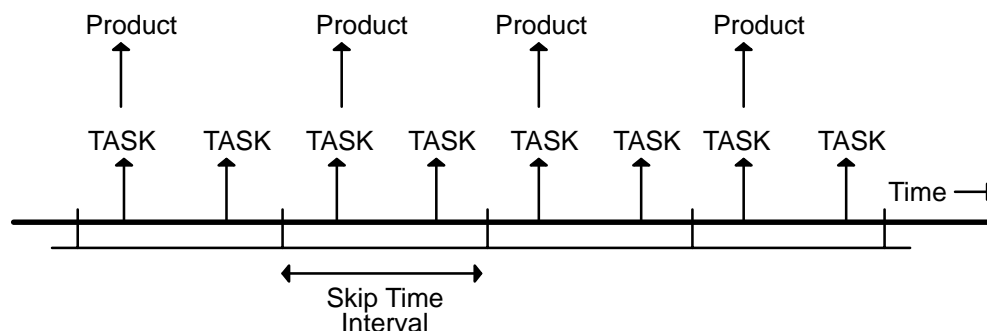 Product Product Product Product
TASK TASK TASK TASK TASK TASK TASK TASK
Time
Skip Time
Interval